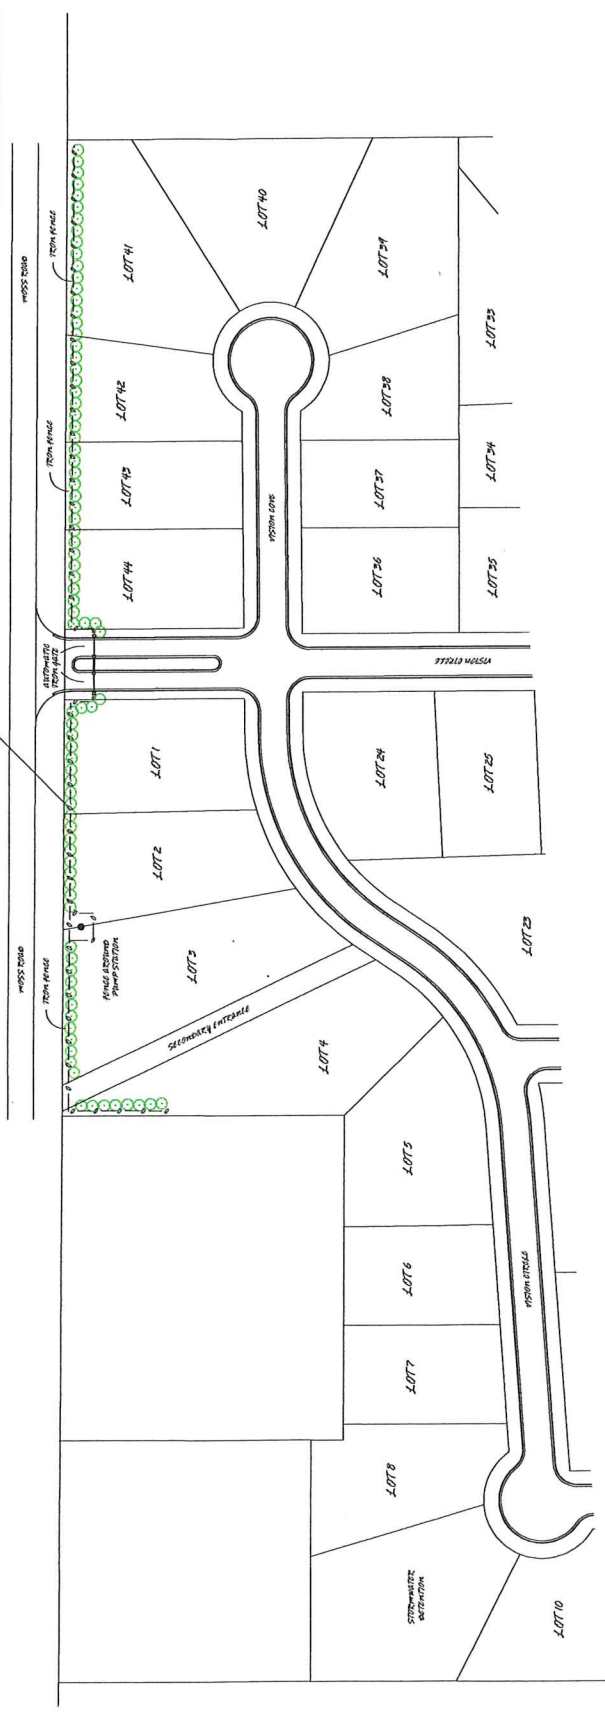 MOSS ROAD
IRON FENCE
LOT 41
LOT 40
LOT 39
LOT 33
IRON FENCE
LOT 42
LOT 38
LOT 34
LOT 43
LOT 37
VISION COVE
LOT 44
LOT 36
LOT 35
AUTOMATIC
IRON GATE
VISION CIRCLE
LOT 1
LOT 24
LOT 25
LOT 2
LOT 23
MOSS ROAD
IRON FENCE
FENCE AROUND
PUMP STATION
LOT 3
SECONDARY ENTRANCE
LOT 4
LOT 5
LOT 6
VISION CIRCLE
LOT 7
LOT 8
STORMWATER
DETENTION
LOT 10